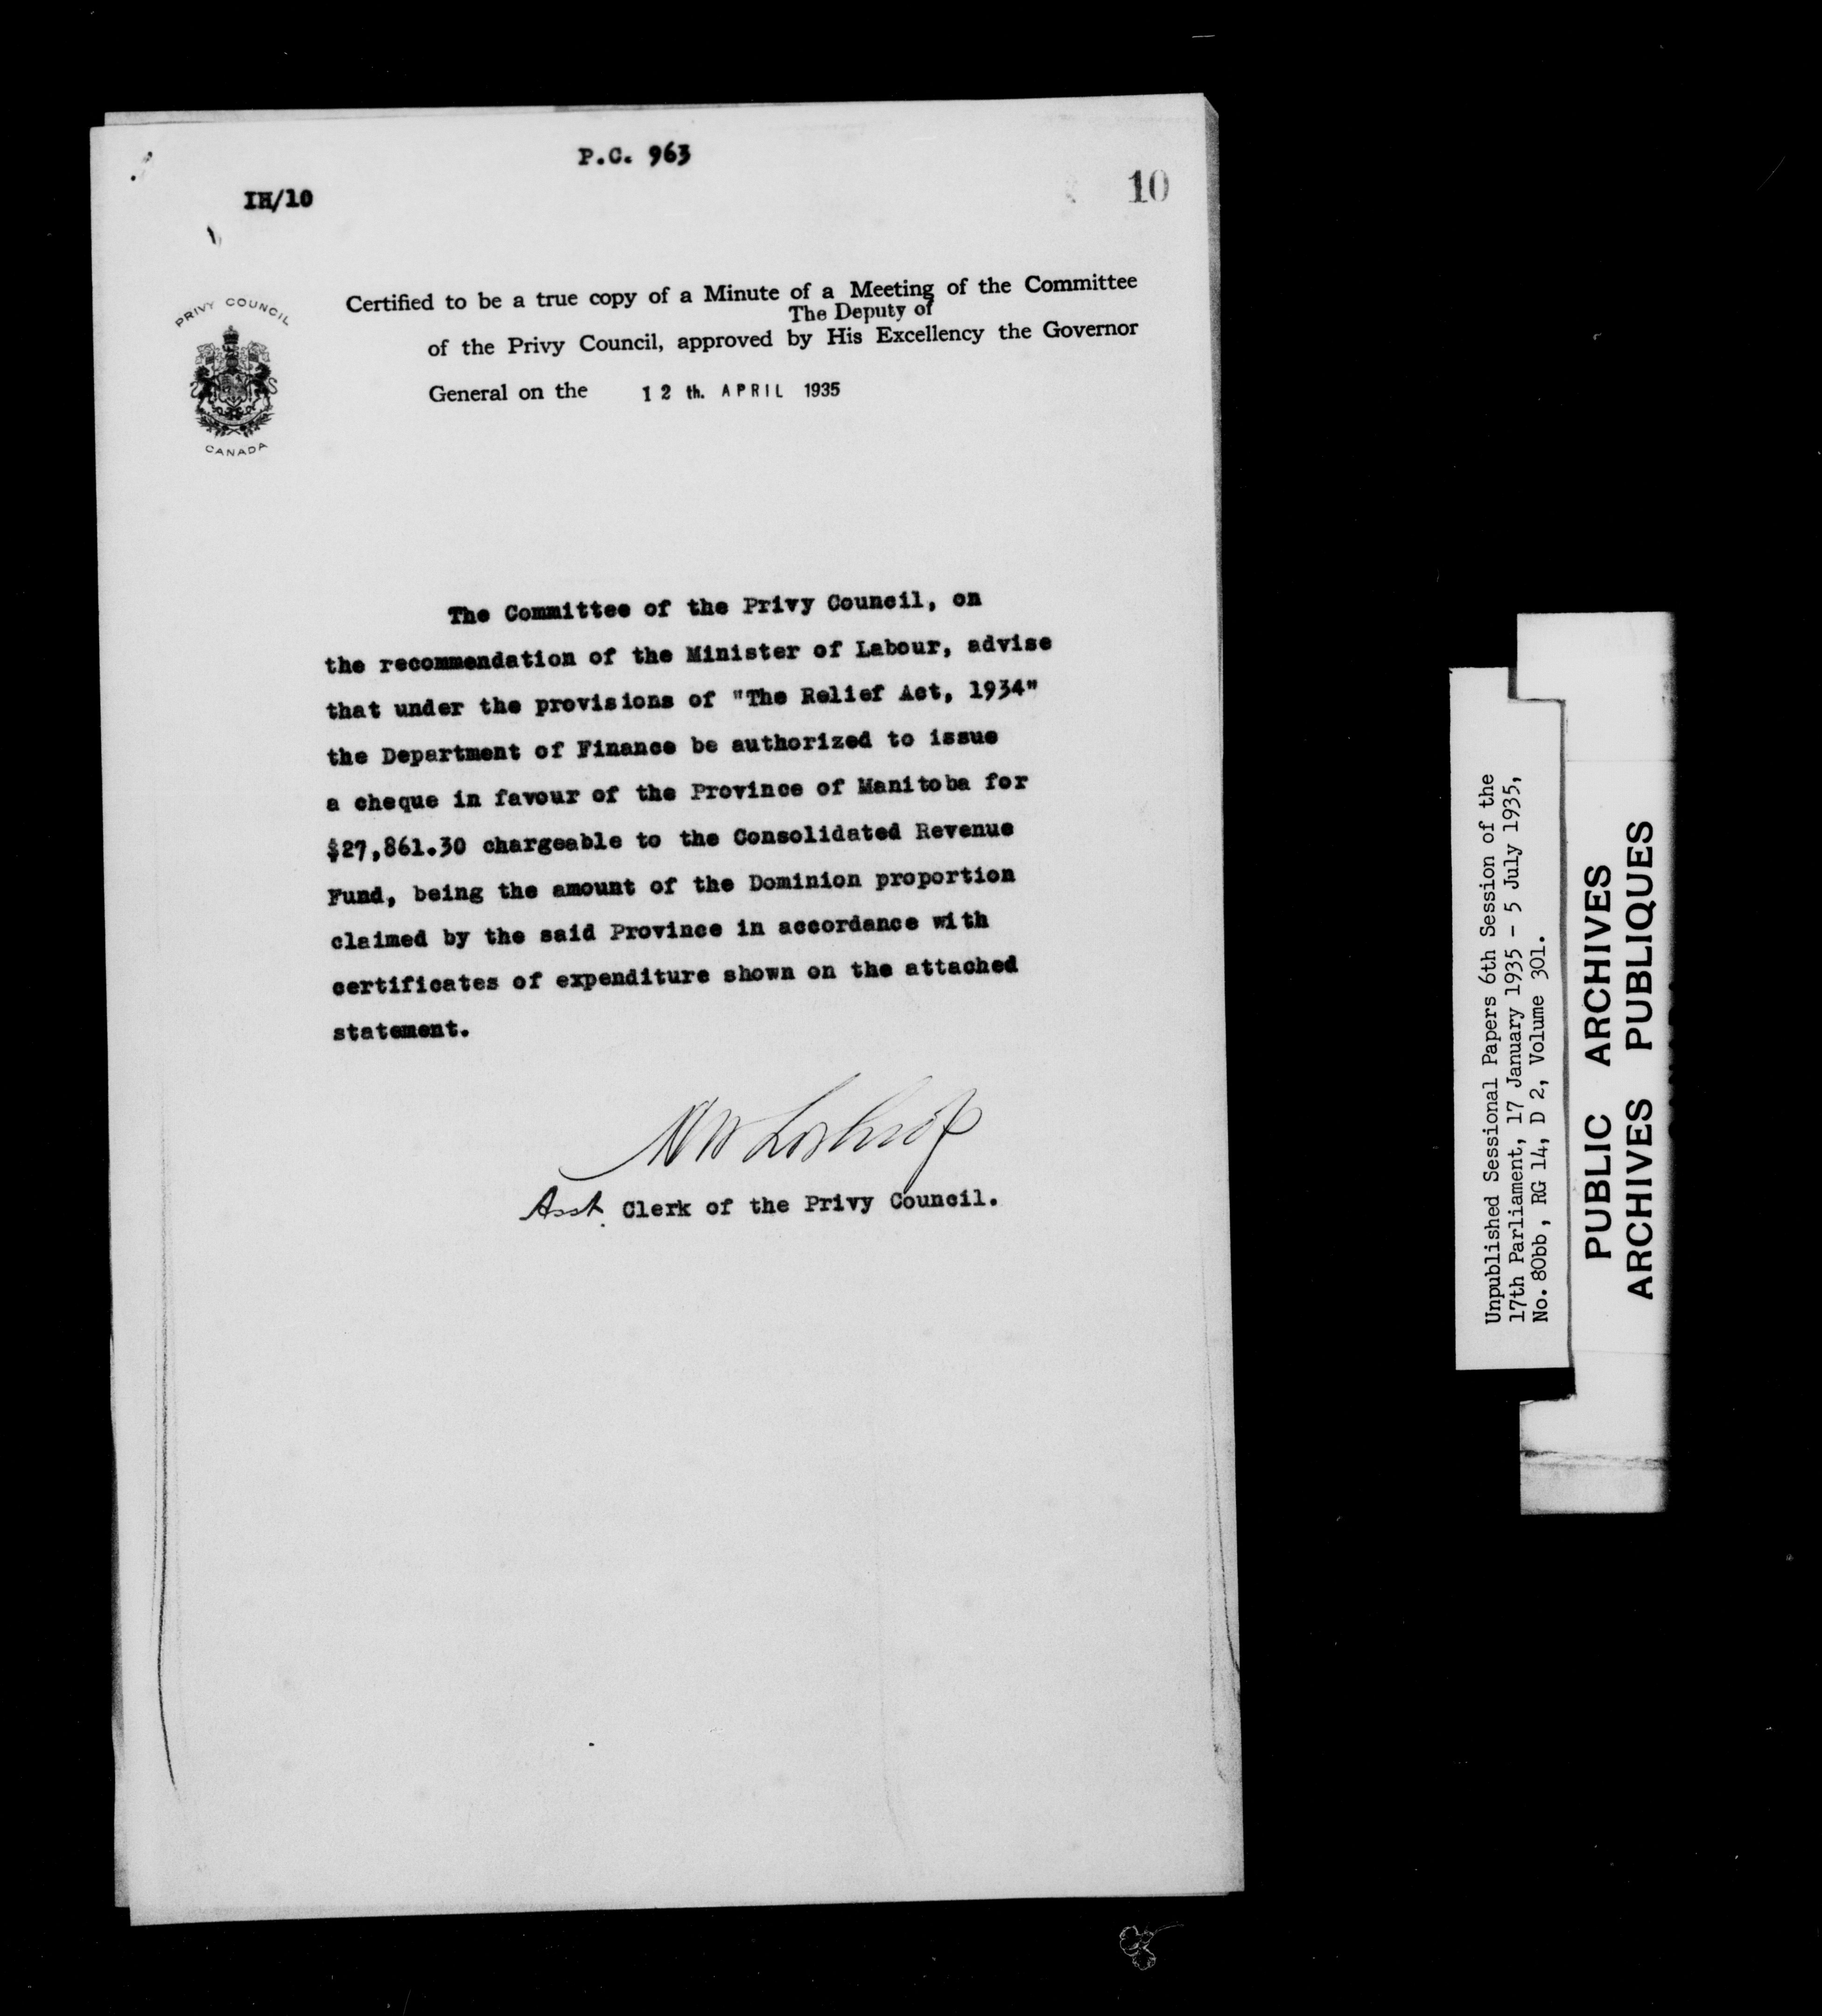 P.C. 963
IH/10
10
PRIVY COUNCIL
CANADA
Certified to be a true copy of a Minute of a Meeting of the Committee
The Deputy of
of the Privy Council, approved by His Excellency the Governor
General on the 12 th. APRIL 1935
The Committee of the Privy Council, on
the recommendation of the Minister of Labour, advise
that under the provisions of "The Relief Act, 1934"
the Department of Finance be authorized to issue
a cheque in favour of the Province of Manitoba for
$27,861.30 chargeable to the Consolidated Revenue
Fund, being the amount of the Dominion proportion
claimed by the said Province in accordance with
certificates of expenditure shown on the attached
statement.
Asst. Clerk of the Privy Council.
Unpublished Sessional Papers 6th Session of the
17th Parliament, 17 January 1935 - 5 July 1935,
No. 80bb, RG 14, D 2, Volume 301.
PUBLIC ARCHIVES
ARCHIVES PUBLIQUES